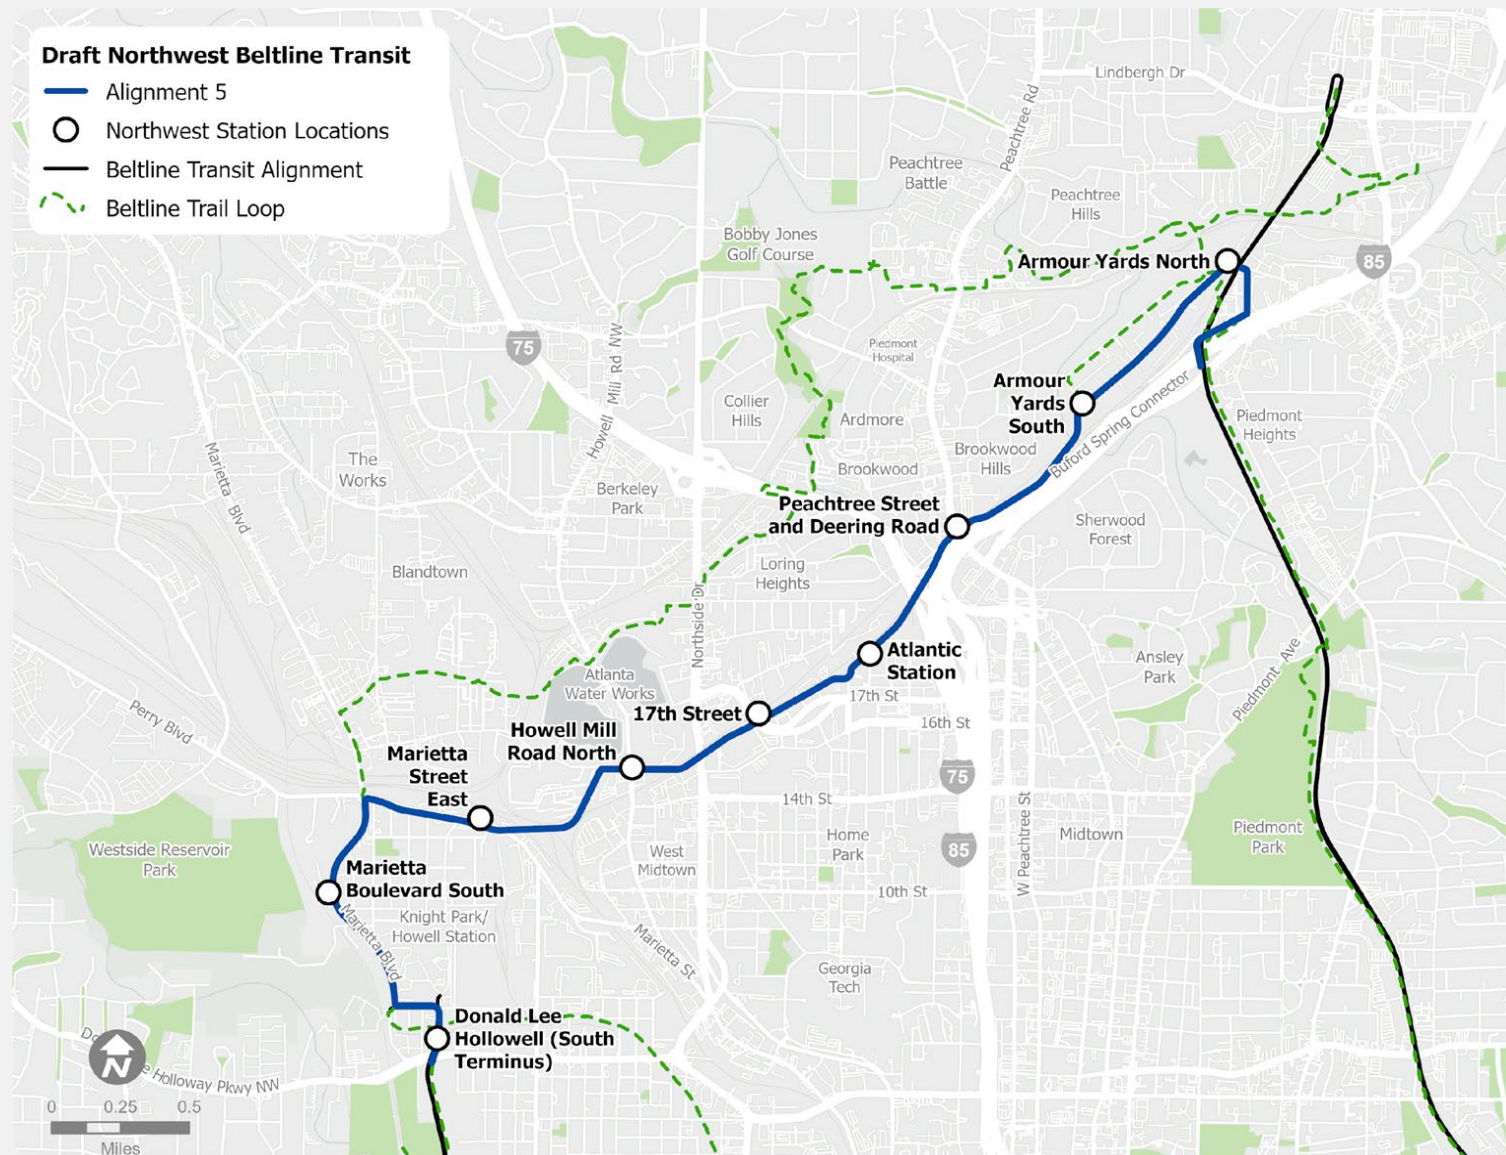 Draft Northwest Beltline Transit
Alignment 5
Northwest Station Locations
Beltline Transit Alignment
Beltline Trail Loop
Lindbergh Dr
Peachtree Rd
Peachtree
Battle
Peachtree
Hills
Bobby Jones
Golf Course
Armour Yards North
85
75
Howell Mill Rd NW
Piedmont
Hospital
Armour
Yards
South
Collier
Hills
Ardmore
Buford Spring Connector
Piedmont
Heights
Marietta Blvd
The
Works
Brookwood
Brookwood
Hills
Berkeley
Park
Peachtree Street
and Deering Road
Sherwood
Forest
Loring
Heights
Blandtown
Northside Dr
Atlantic
Station
Ansley
Park
Piedmont Ave
Atlanta
Water Works
17th St
17th Street
16th St
Perry Blvd
Howell Mill
Road North
Marietta
Street
East
75
14th St
W Peachtree St
Westside Reservoir
Park
Home
Park
Midtown
Piedmont
Park
85
West
Midtown
Marietta
Boulevard South
10th St
Marietta Blvd
Knight Park/
Howell Station
Marietta St
Georgia
Tech
Donald Lee
Hollowell (South
Terminus)
N
e Holloway Pkwy NW
0 0.25 0.5
Miles